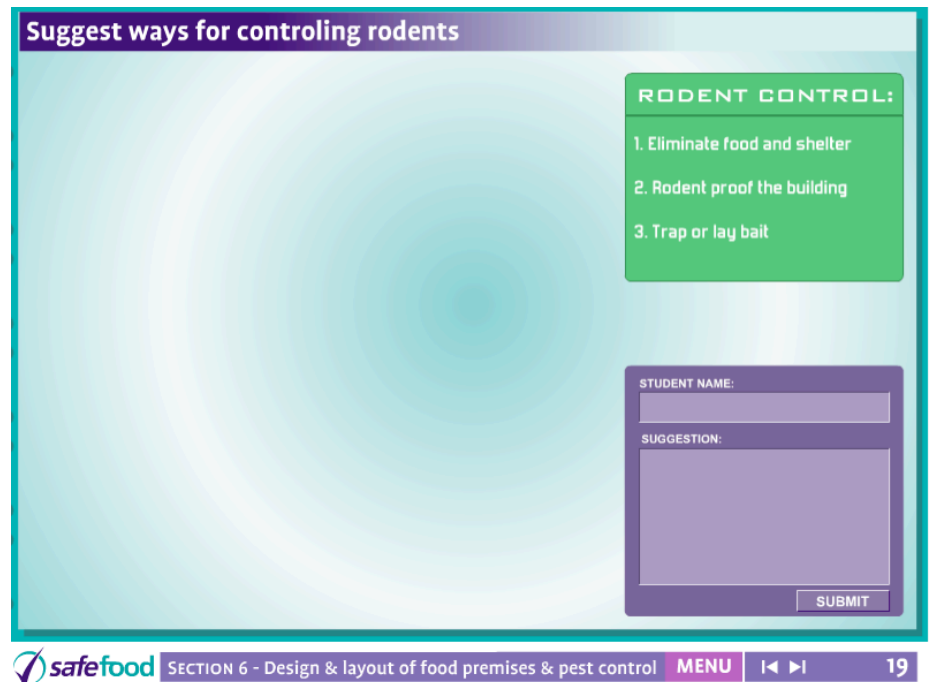 Suggest ways for controling rodents
RODENT CONTROL:
1. Eliminate food and shelter
2. Rodent proof the building
3. Trap or lay bait
STUDENT NAME:
SUGGESTION:
SUBMIT
safefood SECTION 6 - Design & layout of food premises & pest control MENU 19